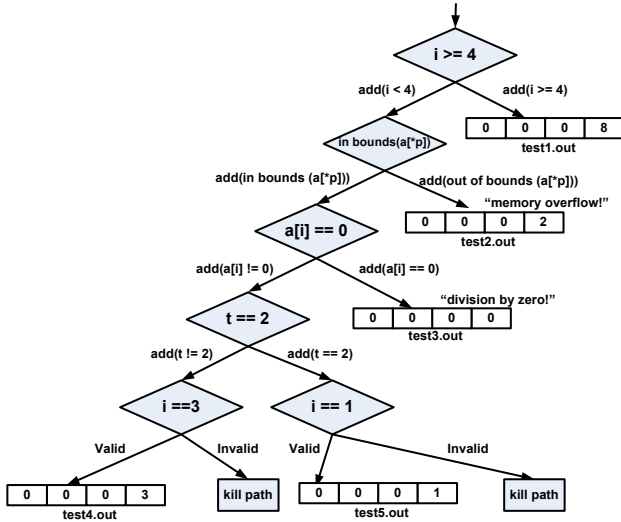 i >= 4
add(i < 4)
add(i >= 4)
0 0 0 8
test1.out
in bounds(a[*p])
add(in bounds (a[*p]))
add(out of bounds (a[*p]))
"memory overflow!"
0 0 0 2
test2.out
a[i] == 0
add(a[i] != 0)
add(a[i] == 0)
"division by zero!"
0 0 0 0
test3.out
t == 2
add(t != 2)
add(t == 2)
i ==3
i == 1
Valid
Invalid
Valid
Invalid
0 0 0 3
test4.out
kill path
0 0 0 1
test5.out
kill path